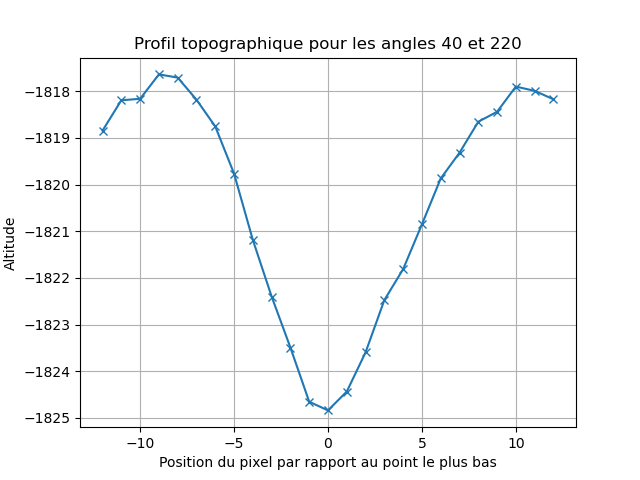 Profil topographique pour les angles 40 et 220
Altitude
−1818
−1819
−1820
−1821
−1822
−1823
−1824
−1825
−10 −5 0 5 10
Position du pixel par rapport au point le plus bas